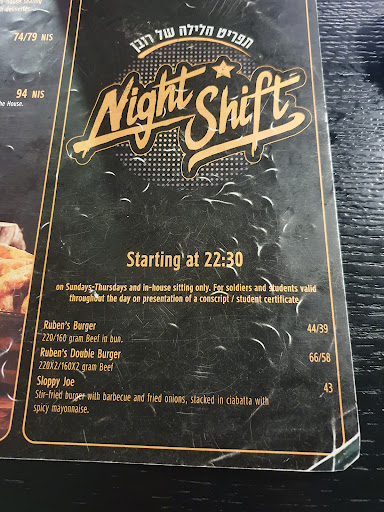 e delicacies.
74/79 NIS
94 NIS
he House.
תפריט הלילה של רובן
Night Shift
Starting at 22:30
on Sundays-Thursdays and in-house sitting only. For soldiers and students valid
throughout the day on presentation of a conscript / student certificate
Ruben's Burger 44/39
220/160 gram Beef in bun.
Ruben's Double Burger 66/58
220X2/160X2 gram Beef
Sloppy Joe 43
Stir-fried burger with barbecue and fried onions, stacked in ciabatta with
spicy mayonnaise.